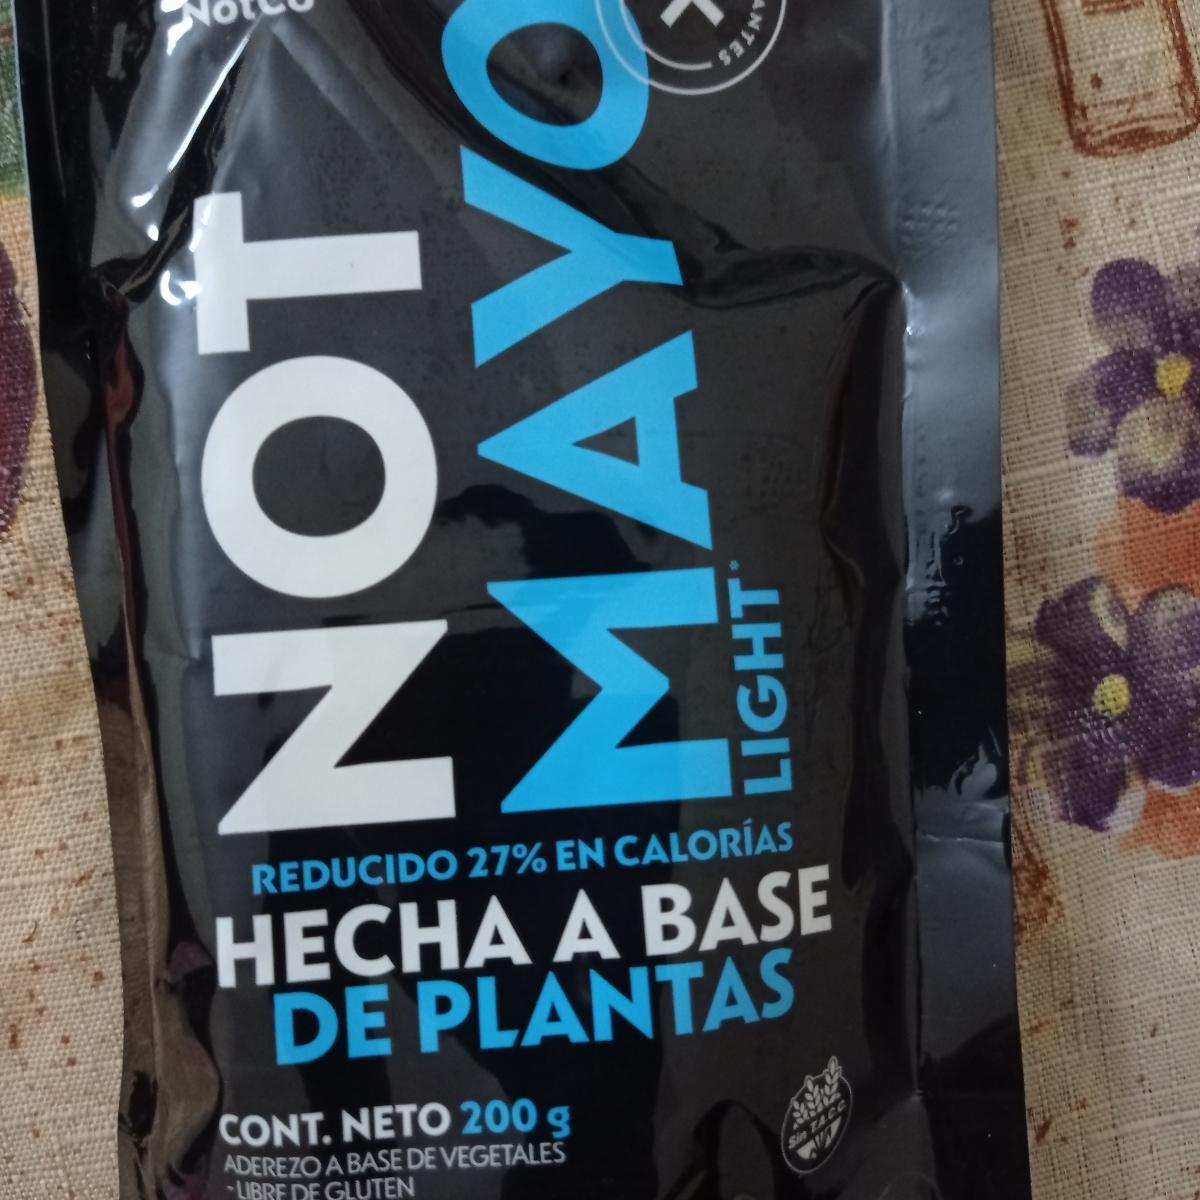 NotCo
NOT
MAYO
LIGHT*
REDUCIDO 27% EN CALORÍAS
HECHA A BASE
DE PLANTAS
CONT. NETO 200 g
ADEREZO A BASE DE VEGETALES
-LIBRE DE GLUTEN
Sin T.A.C.C.